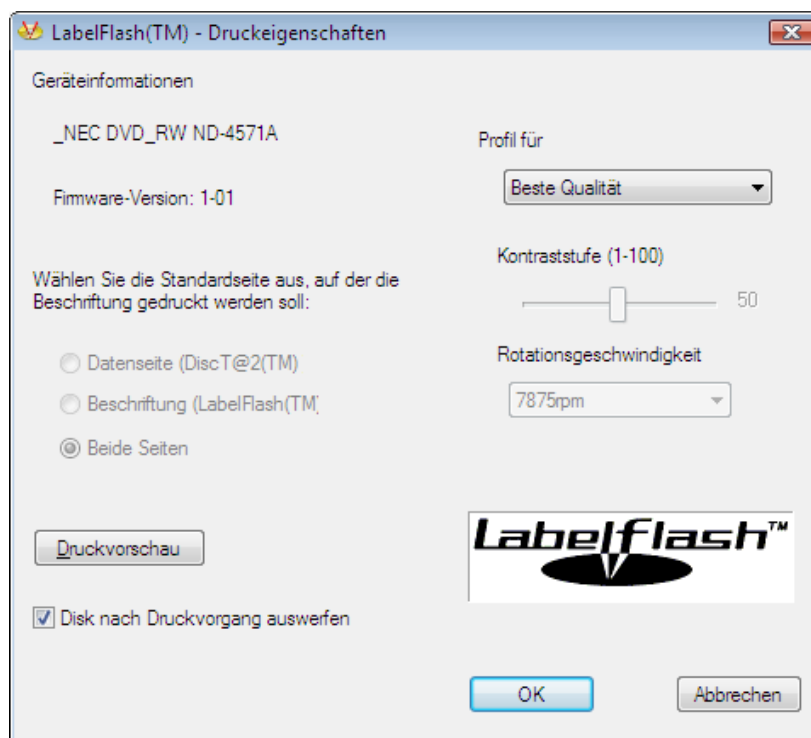 LabelFlash(TM) - Druckeigenschaften
Geräteinformationen
_NEC DVD_RW ND-4571A
Firmware-Version: 1-01
Wählen Sie die Standardseite aus, auf der die
Beschriftung gedruckt werden soll:
Datenseite (DiscT@2(TM)
Beschriftung (LabelFlash(TM)
Beide Seiten
Druckvorschau
Disk nach Druckvorgang auswerfen
Profil für
Beste Qualität
Kontraststufe (1-100)
50
Rotationsgeschwindigkeit
7875rpm
Labelflash™
OK
Abbrechen